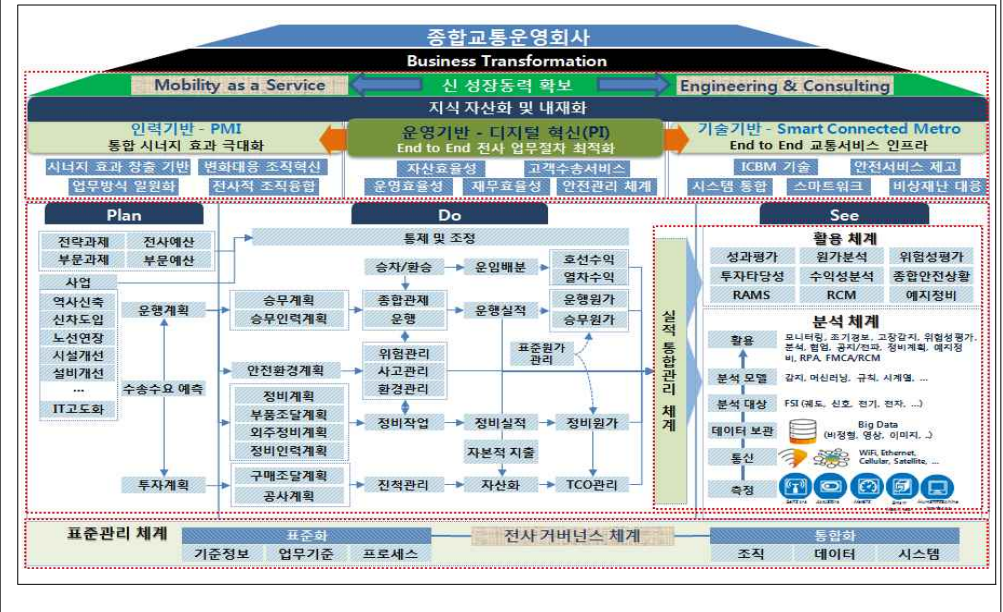 종합교통운영회사
Business Transformation
Mobility as a Service
신 성장동력 확보
Engineering & Consulting
지식 자산화 및 내재화
인력기반 - PMI
통합 시너지 효과 극대화
운영기반 - 디지털 혁신(PI)
End to End 전사 업무절차 최적화
기술기반 - Smart Connected Metro
End to End 교통서비스 인프라
시너지 효과 창출 기반
변화대응 조직혁신
업무방식 일원화
전사적 조직융합
자산효율성
고객수송서비스
운영효율성
재무효율성
안전관리 체계
ICBM 기술
안전서비스 제고
시스템 통합
스마트워크
비상재난 대응
Plan
Do
See
전략과제
전사예산
부문과제
부문예산
사업
역사신축
신차도입
노선연장
시설개선
설비개선
...
IT고도화
운행계획
수송수요 예측
투자계획
통제 및 조정
승무계획
승무인력계획
안전환경계획
정비계획
부품조달계획
외주정비계획
정비인력계획
구매조달계획
공사계획
승차/환승
종합관제
운행
위험관리
사고관리
환경관리
정비작업
진척관리
운임배분
운행실적
정비실적
자본적 지출
자산화
호선수익
열차수익
운행원가
승무원가
표준원가
관리
정비원가
TCO관리
실적 통합관리 체계
활용 체계
성과평가
원가분석
위험성평가
투자타당성
수익성분석
종합안전상황
RAMS
RCM
예지정비
분석 체계
활용
모니터링, 조기경보, 고장감지, 위험성평가,
분석, 협업, 공지/전파, 정비계획, 예지정
비, RPA, FMCA/RCM
분석 모델
감지, 머신러닝, 규칙, 시계열, ...
분석 대상
FSI (궤도, 신호, 전기, 전자, ...)
데이터 보관
Big Data
(비정형, 영상, 이미지, ..)
통신
WiFi, Ethernet,
Cellular, Satellite, ...
측정
표준관리 체계
표준화
기준정보
업무기준
프로세스
전사 거버넌스 체계
통합화
조직
데이터
시스템